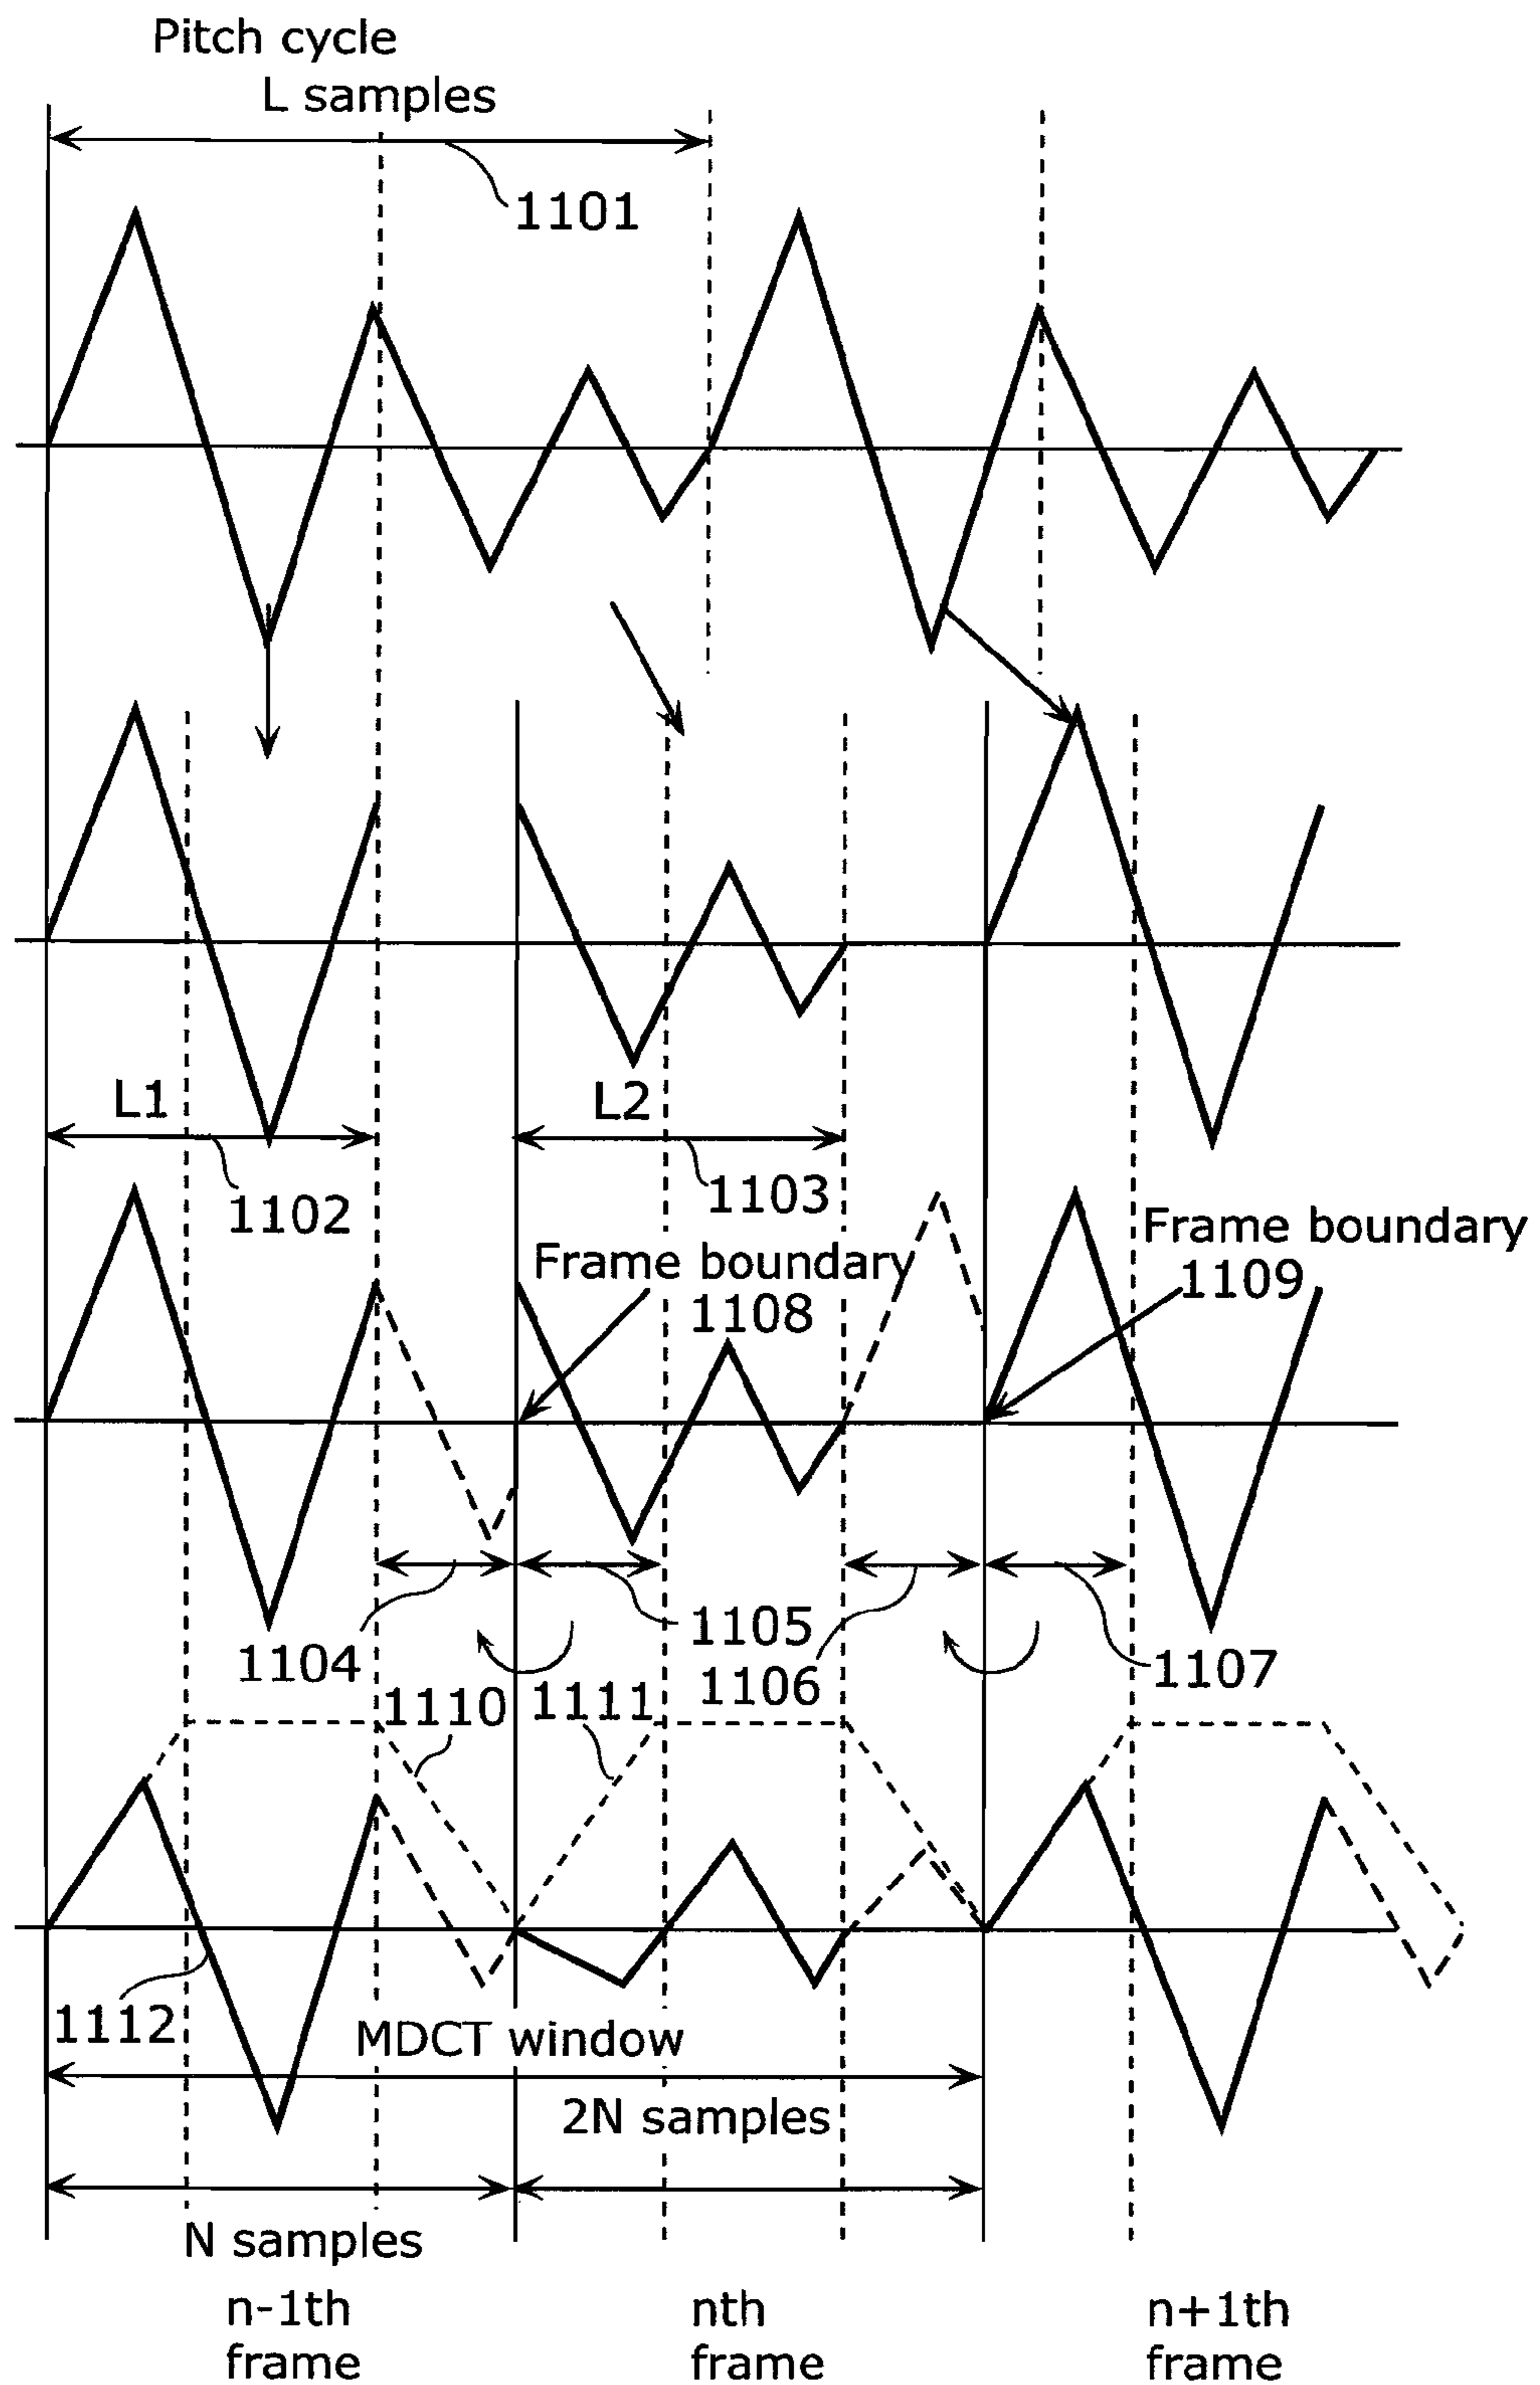 Pitch cycle
L samples
1101
L1
L2
1102
1103
Frame boundary
1108
Frame boundary
1109
1104
1105
1106
1107
1110
1111
1112
MDCT window
2N samples
N samples
n-1th
frame
nth
frame
n+1th
frame